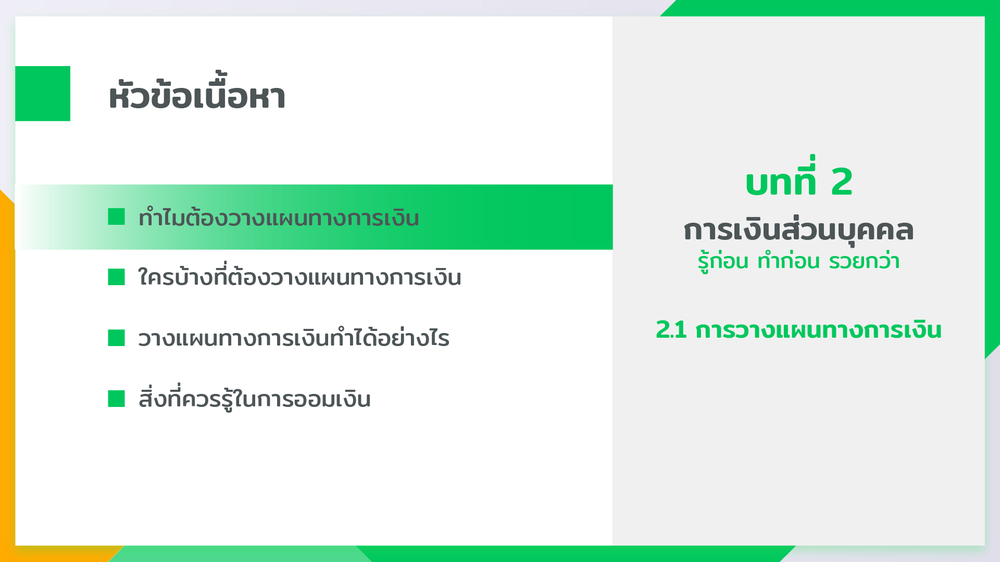 หัวข้อเนื้อหา
ทำไมต้องวางแผนทางการเงิน
ใครบ้างที่ต้องวางแผนทางการเงิน
วางแผนทางการเงินทำได้อย่างไร
สิ่งที่ควรรู้ในการออมเงิน
บทที่ 2
การเงินส่วนบุคคล
รู้ก่อน ทำก่อน รวยกว่า
2.1 การวางแผนทางการเงิน